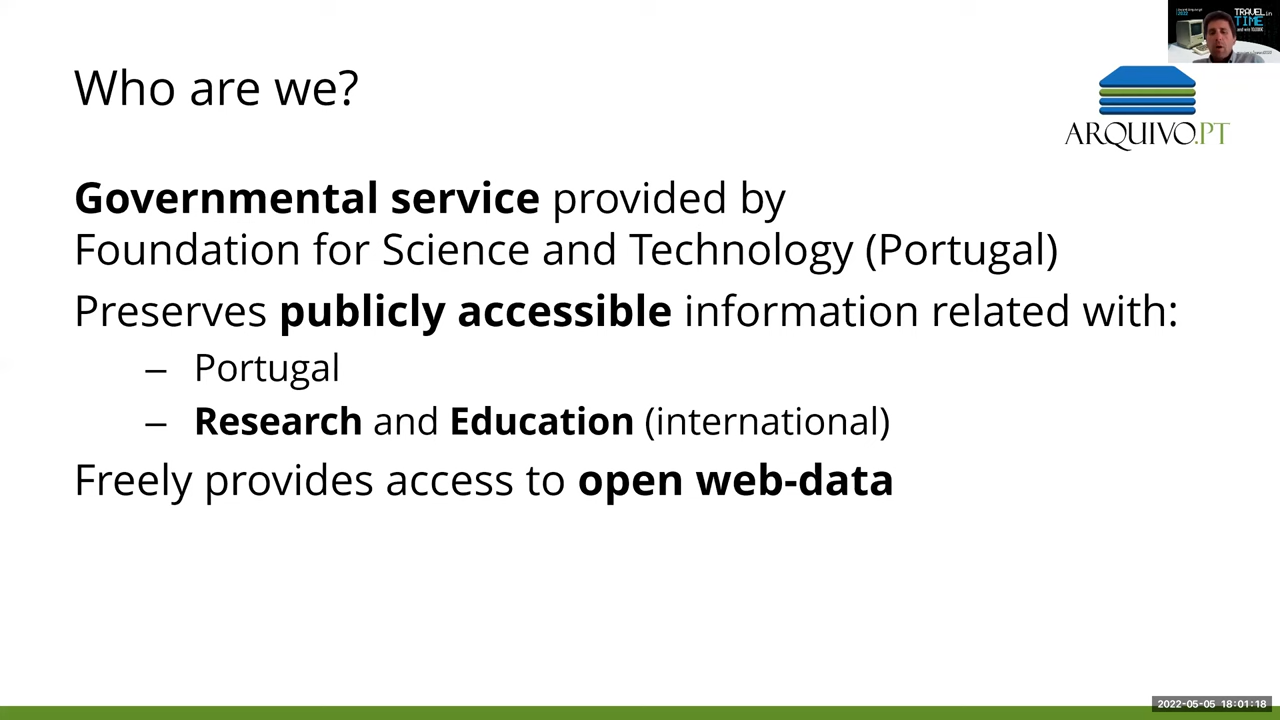 TRAVEL in
TIME
Who are we?
ARQUIVO.PT
Governmental service provided by
Foundation for Science and Technology (Portugal)
Preserves publicly accessible information related with:
– Portugal
– Research and Education (international)
Freely provides access to open web-data
2022-05-05 18:01:18